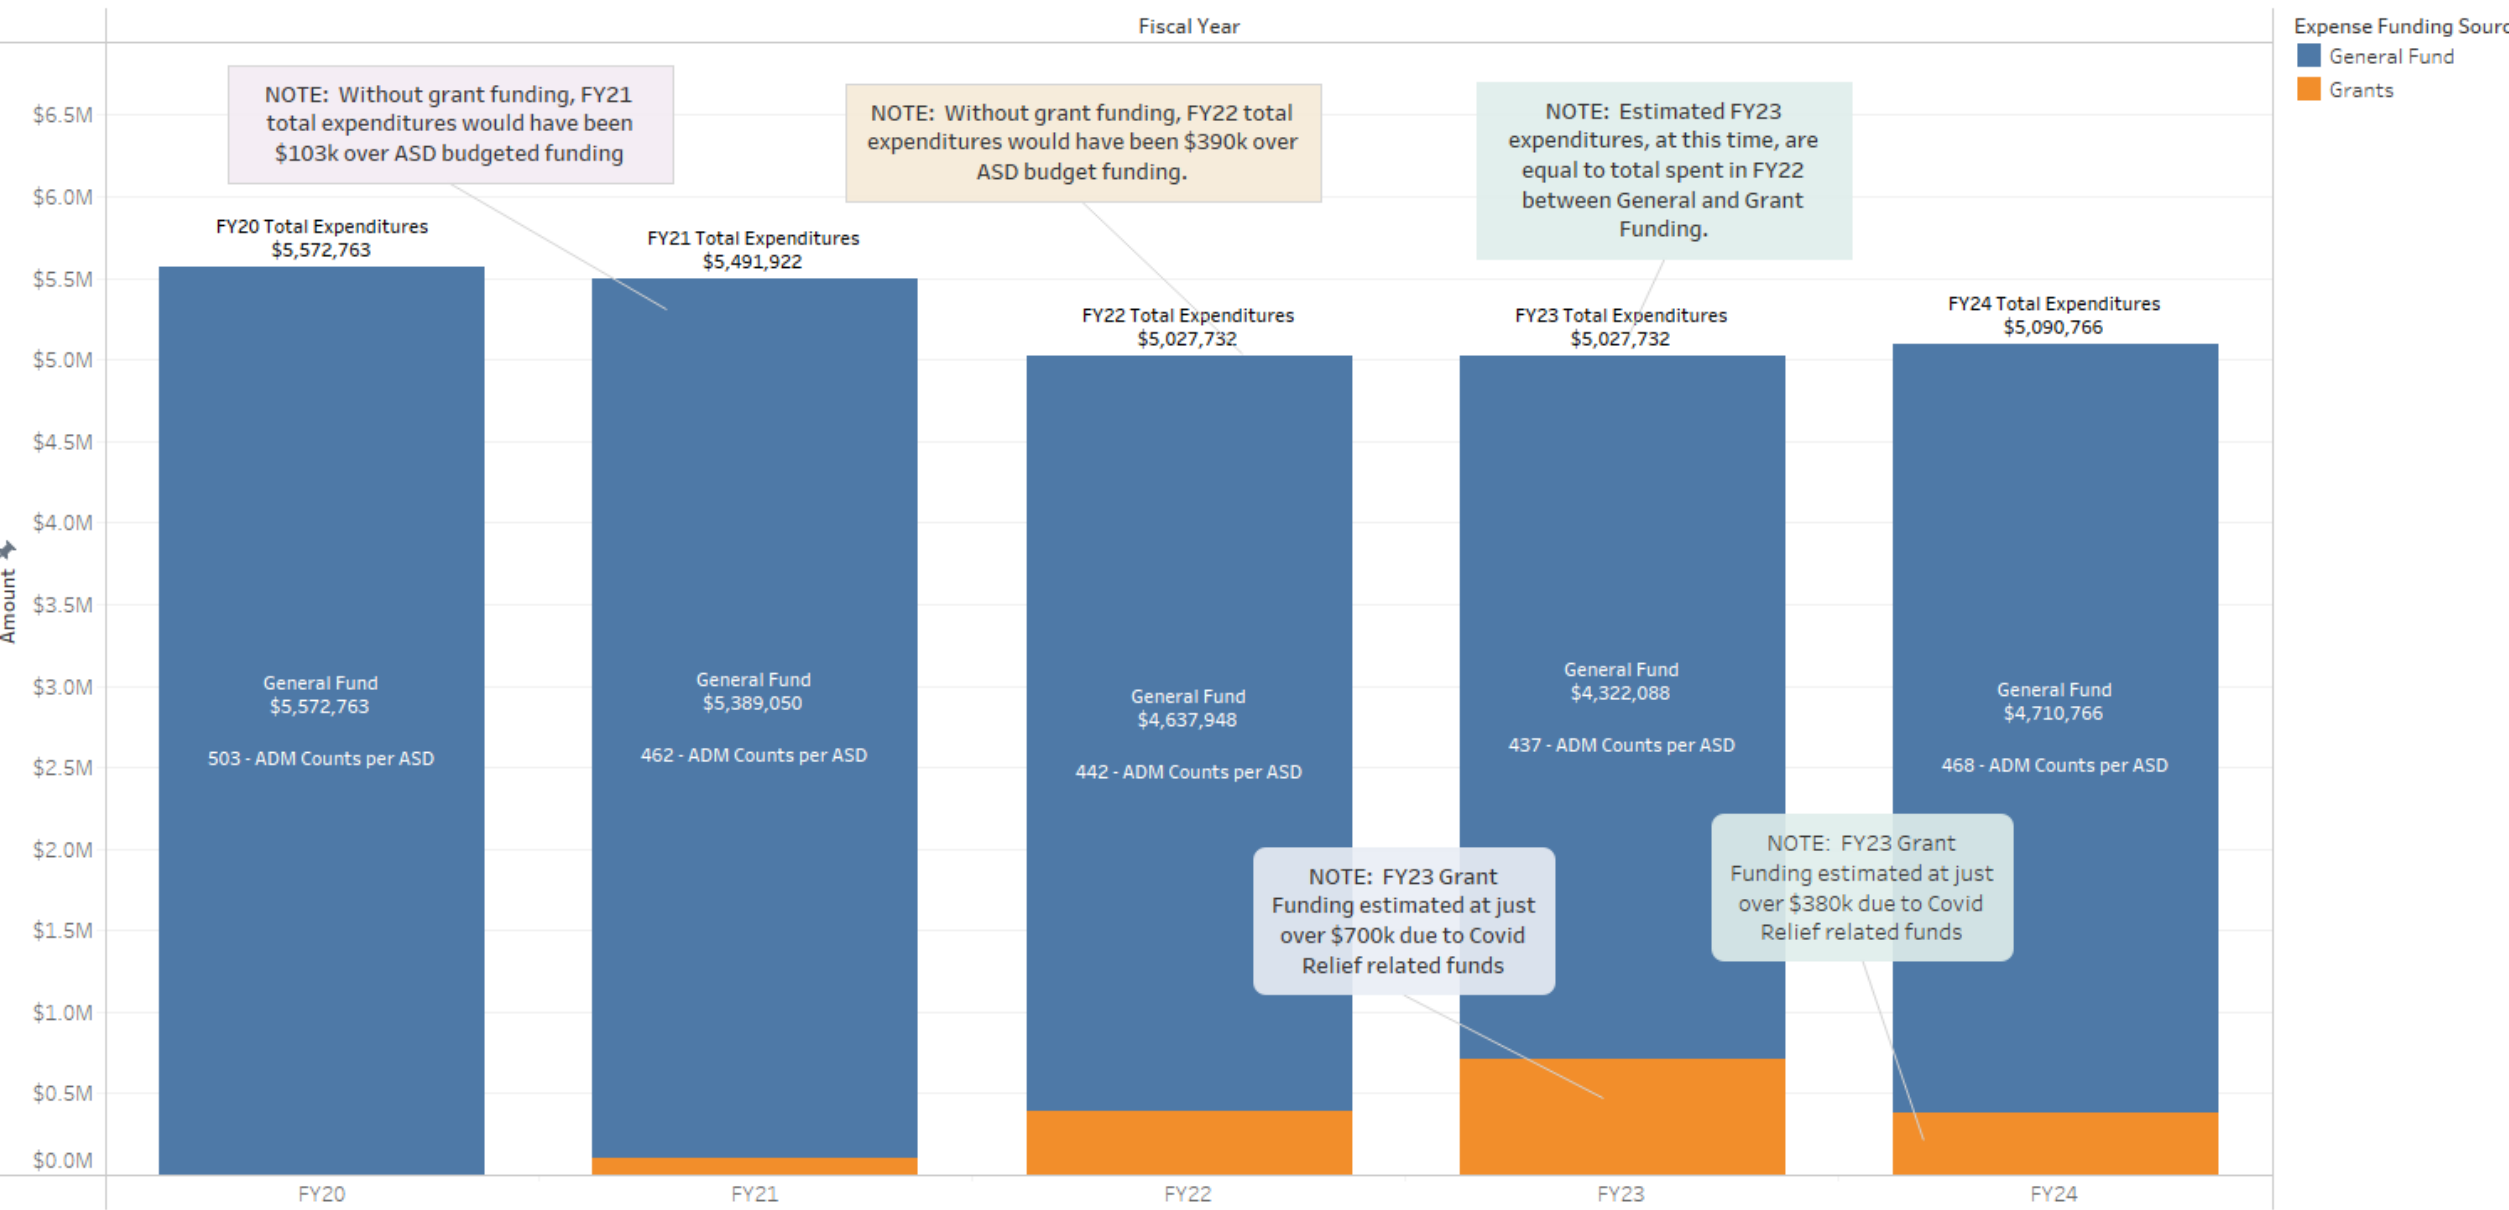 Fiscal Year
Expense Funding Sourc
General Fund
Grants
NOTE:  Without grant funding, FY21
total expenditures would have been
$103k over ASD budgeted funding
NOTE:  Without grant funding, FY22 total
expenditures would have been $390k over
ASD budget funding.
NOTE:  Estimated FY23
expenditures, at this time, are
equal to total spent in FY22
between General and Grant
Funding.
$6.5M
$6.0M
$5.5M
$5.0M
$4.5M
$4.0M
$3.5M
$3.0M
$2.5M
$2.0M
$1.5M
$1.0M
$0.5M
$0.0M
Amount
FY20 Total Expenditures
$5,572,763
FY21 Total Expenditures
$5,491,922
FY22 Total Expenditures
$5,027,732
FY23 Total Expenditures
$5,027,732
FY24 Total Expenditures
$5,090,766
General Fund
$5,572,763
503 - ADM Counts per ASD
General Fund
$5,389,050
462 - ADM Counts per ASD
General Fund
$4,637,948
442 - ADM Counts per ASD
General Fund
$4,322,088
437 - ADM Counts per ASD
General Fund
$4,710,766
468 - ADM Counts per ASD
NOTE:  FY23 Grant
Funding estimated at just
over $700k due to Covid
Relief related funds
NOTE:  FY23 Grant
Funding estimated at just
over $380k due to Covid
Relief related funds
FY20
FY21
FY22
FY23
FY24